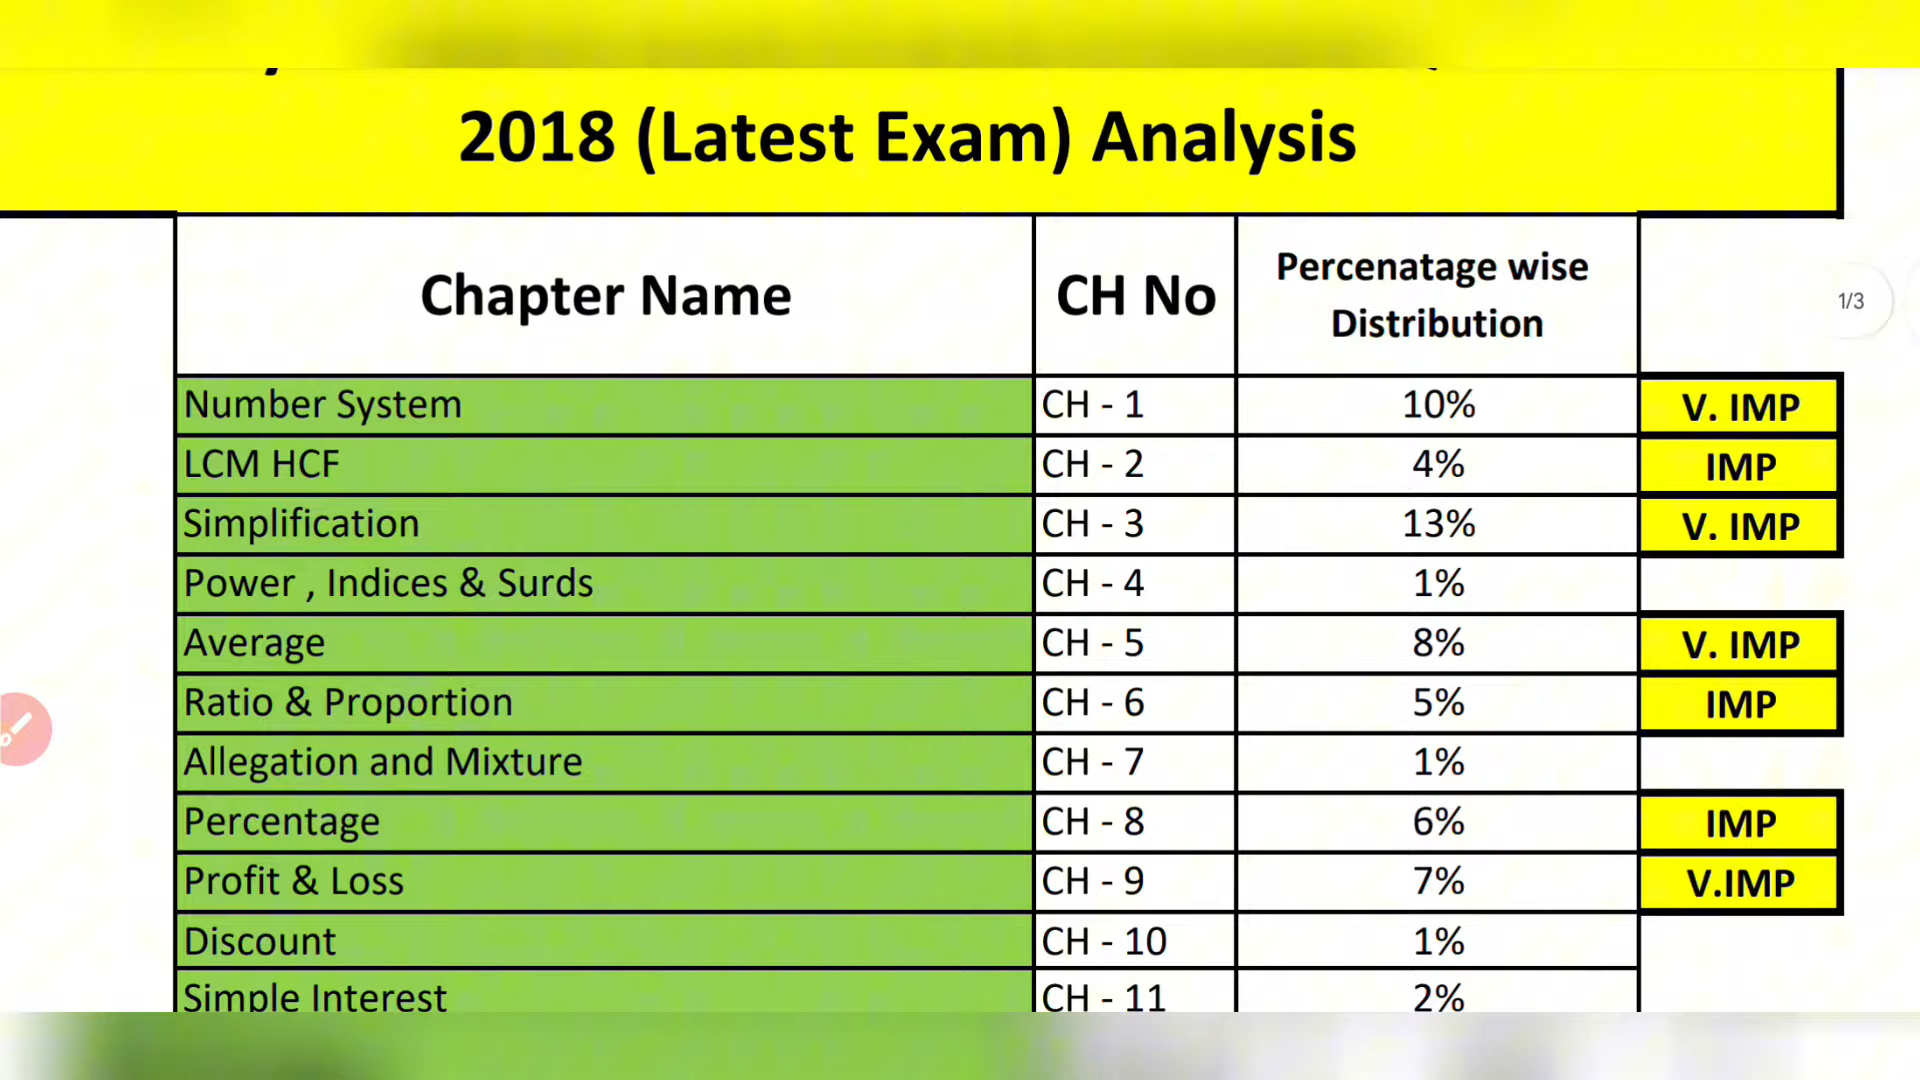 2018 (Latest Exam) Analysis
Chapter Name CH No Percenatage wise Distribution
1/3
Number System CH - 1 10% V. IMP
LCM HCF CH - 2 4% IMP
Simplification CH - 3 13% V. IMP
Power , Indices & Surds CH - 4 1%
Average CH - 5 8% V. IMP
Ratio & Proportion CH - 6 5% IMP
Allegation and Mixture CH - 7 1%
Percentage CH - 8 6% IMP
Profit & Loss CH - 9 7% V.IMP
Discount CH - 10 1%
Simple Interest CH - 11 2%